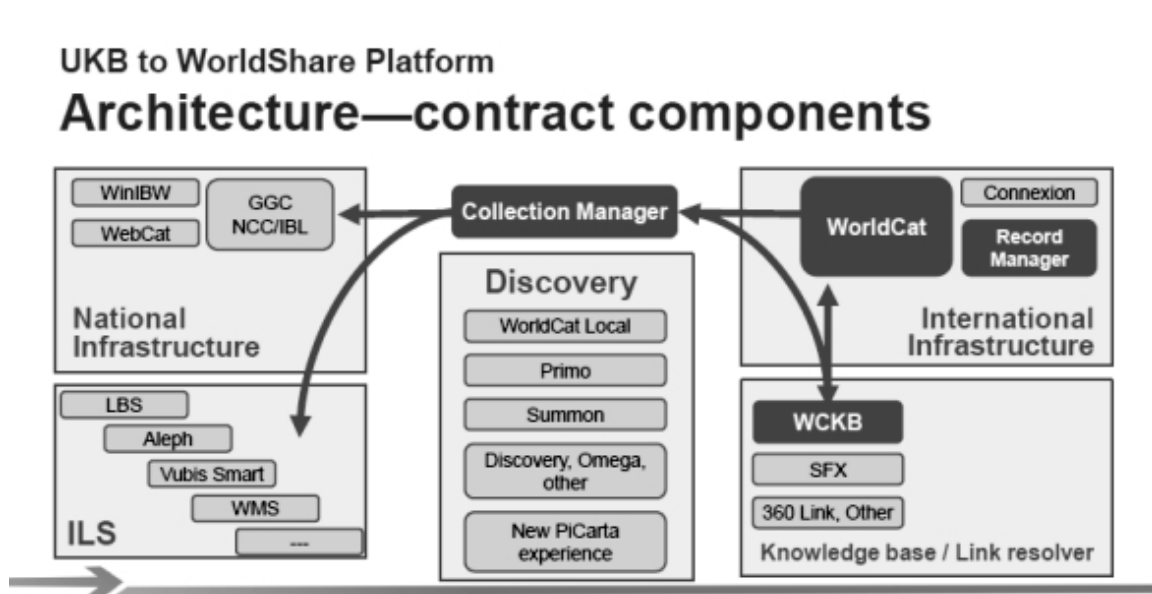 UKB to WorldShare Platform
Architecture—contract components
WinIBW
WebCat
GGC
NCC/IBL
National
Infrastructure
LBS
Aleph
Vubis Smart
WMS
---
ILS
Collection Manager
Discovery
WorldCat Local
Primo
Summon
Discovery, Omega,
other
New PiCarta
experience
WorldCat
Connexion
Record
Manager
International
Infrastructure
WCKB
SFX
360 Link, Other
Knowledge base / Link resolver